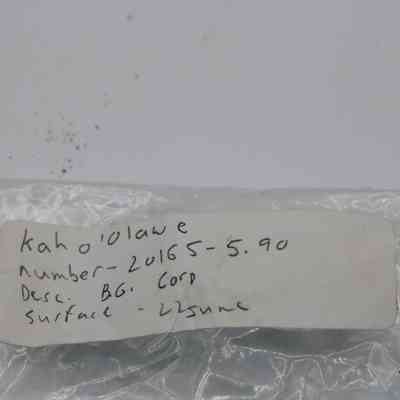 Kaho'olawe
number-20165-5.90
Desc. BG. Corp
surface - 22June